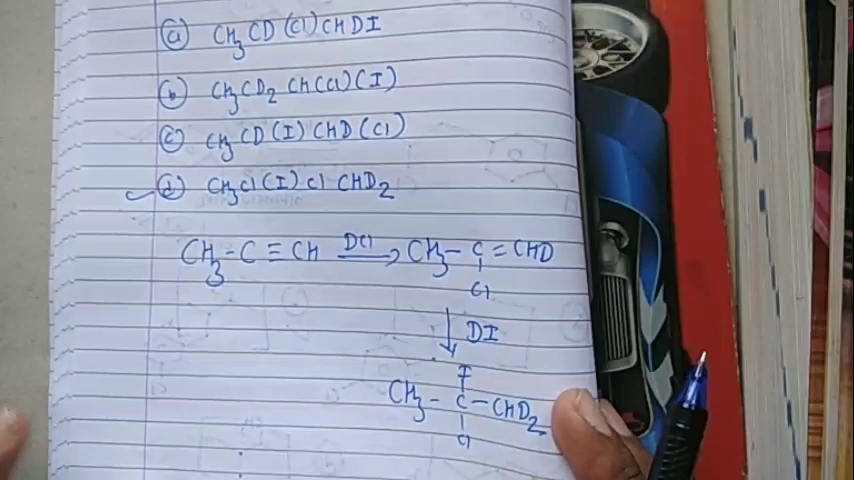 (a) CH₃CD(Cl)CHDI
(b) CH₃CD₂CH(Cl)(I)
(c) CH₃CD(I)CHD(Cl)
(d) CH₃Cl(I)Cl CHD₂
CH₃-C≡CH DCl → CH₃-C=CHD
Cl
↓ DI
I
CH₃-C-CHD₂
Cl